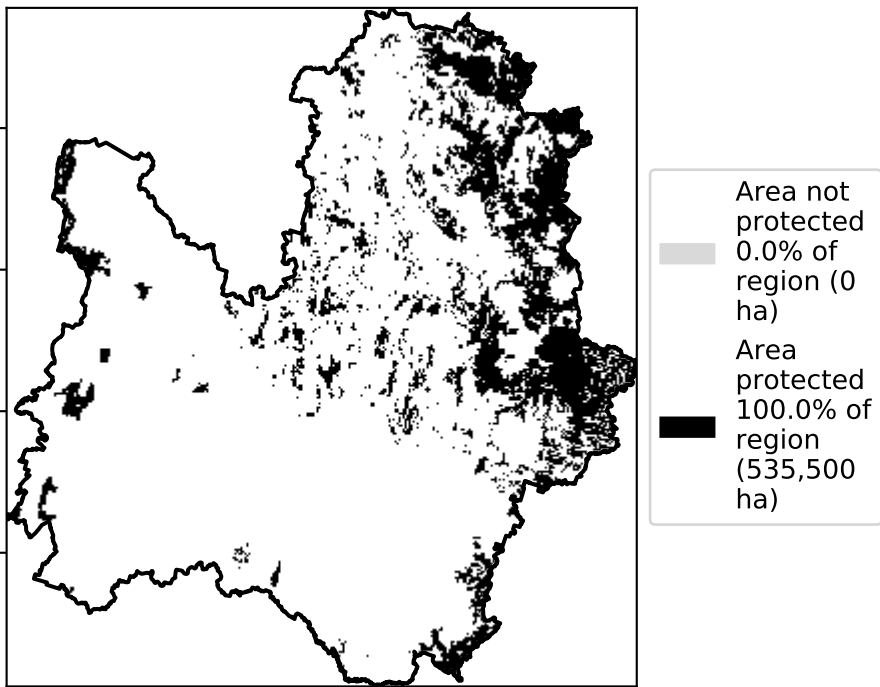 Area not
protected
0.0% of
region (0
ha)
Area
protected
100.0% of
region
(535,500
ha)